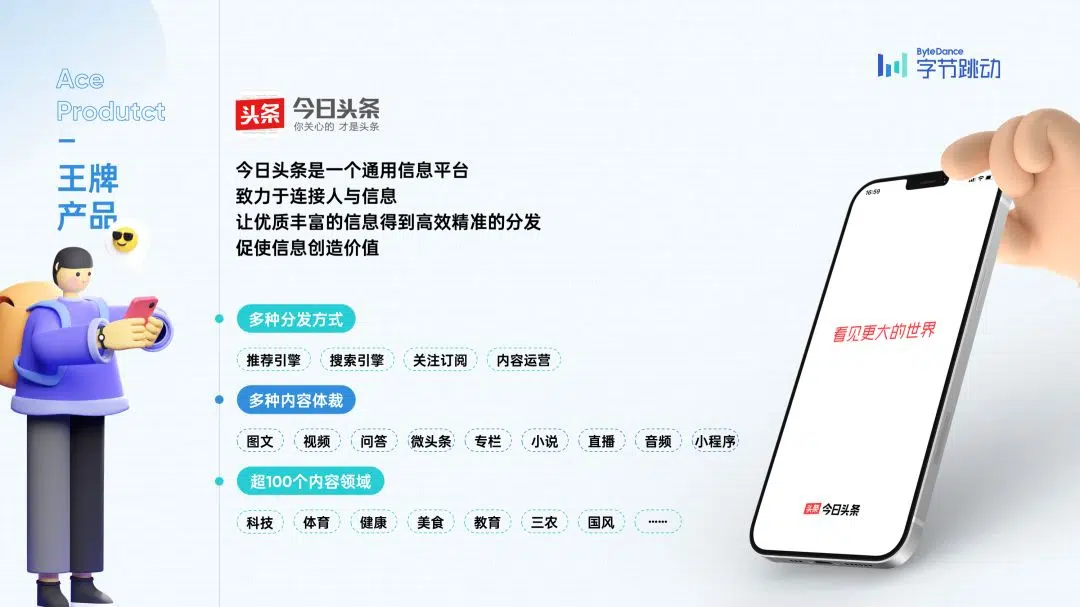 Ace
Produtct
王牌
产品
ByteDance
字节跳动
头条 今日头条
你关心的 才是头条
今日头条是一个通用信息平台
致力于连接人与信息
让优质丰富的信息得到高效精准的分发
促使信息创造价值
多种分发方式
推荐引擎 搜索引擎 关注订阅 内容运营
多种内容体裁
图文 视频 问答 微头条 专栏 小说 直播 音频 小程序
超100个内容领域
科技 体育 健康 美食 教育 三农 国风 ······
16:59
看见更大的世界
头条 今日头条